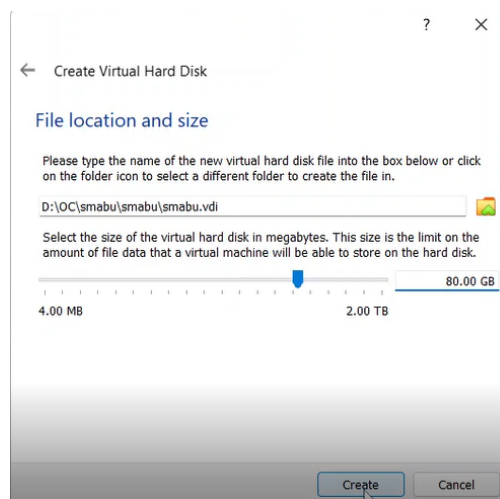 ?
Create Virtual Hard Disk
File location and size
Please type the name of the new virtual hard disk file into the box below or click
on the folder icon to select a different folder to create the file in.
D:\OC\smabu\smabu\smabu.vdi
Select the size of the virtual hard disk in megabytes. This size is the limit on the
amount of file data that a virtual machine will be able to store on the hard disk.
80.00 GB
4.00 MB 2.00 TB
Create Cancel